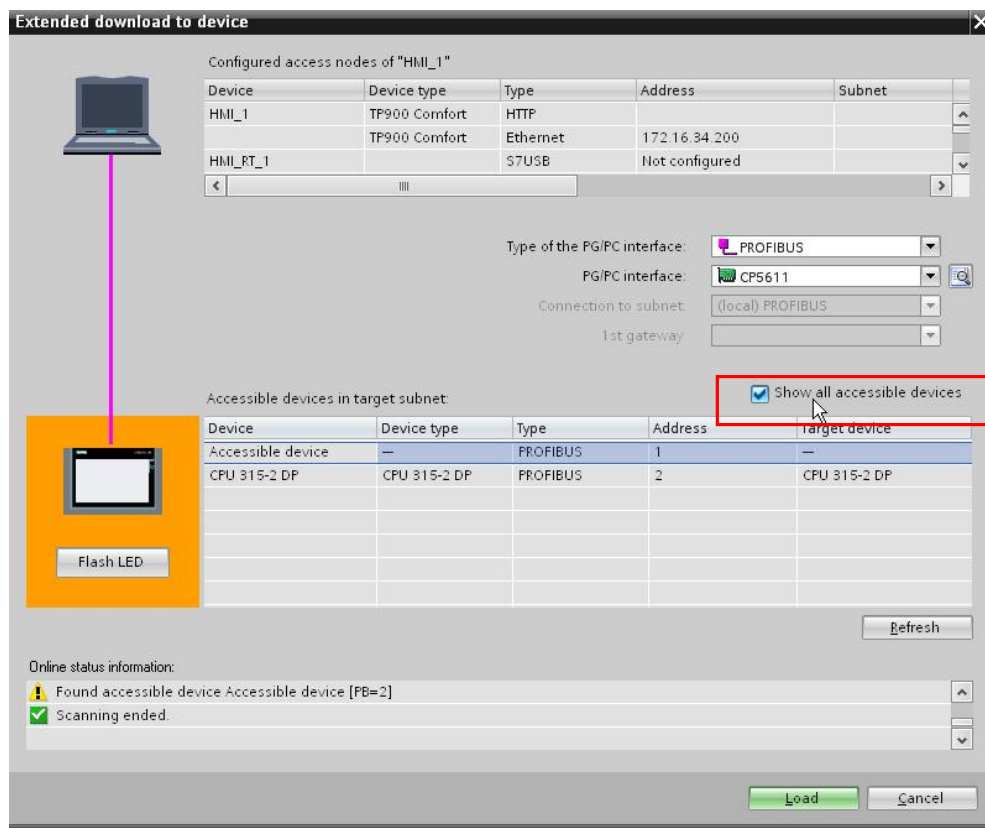 Extended download to device
Configured access nodes of "HMI_1"
Device Device type Type Address Subnet
HMI_1 TP900 Comfort HTTP
TP900 Comfort Ethernet 172.16.34.200
HMI_RT_1 S7USB Not configured
Type of the PG/PC interface: PROFIBUS
PG/PC interface: CP5611
Connection to subnet: (local) PROFIBUS
1st gateway:
Show all accessible devices
Accessible devices in target subnet:
Device Device type Type Address Target device
Accessible device — PROFIBUS 1 —
CPU 315-2 DP CPU 315-2 DP PROFIBUS 2 CPU 315-2 DP
Flash LED
Refresh
Online status information:
Found accessible device Accessible device [PB=2]
Scanning ended.
Load Cancel